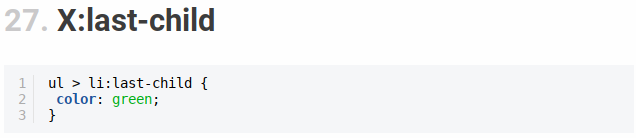 27. X:last-child
1 ul > li:last-child {
2  color: green;
3 }